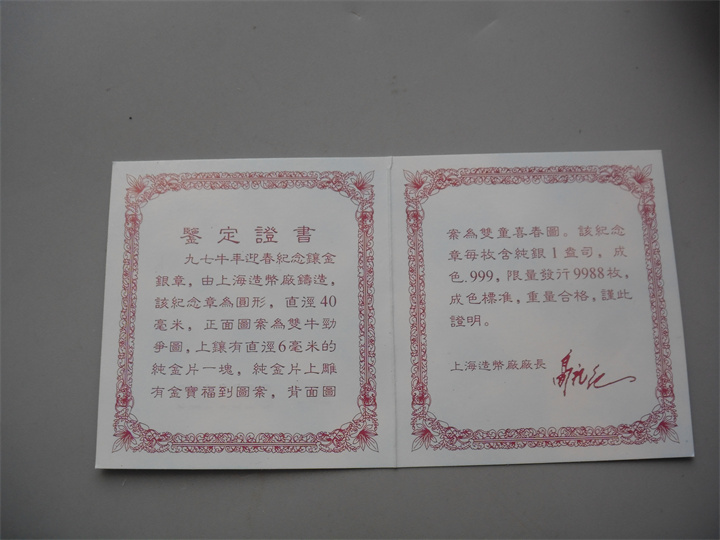 鑒定證書
九七牛年迎春紀念鑲金
銀章，由上海造幣廠鑄造，
該紀念章為圓形，直徑40
毫米，正面圖案為雙牛勁
爭圖，上鑲有直徑6毫米的
純金片一塊，純金片上雕
有金寶福到圖案，背面圖
案為雙童喜春圖。該紀念
章每枚含純銀1盎司，成
色.999，限量發行9988枚，
成色標准，重量合格，謹此
證明。
上海造幣廠廠長